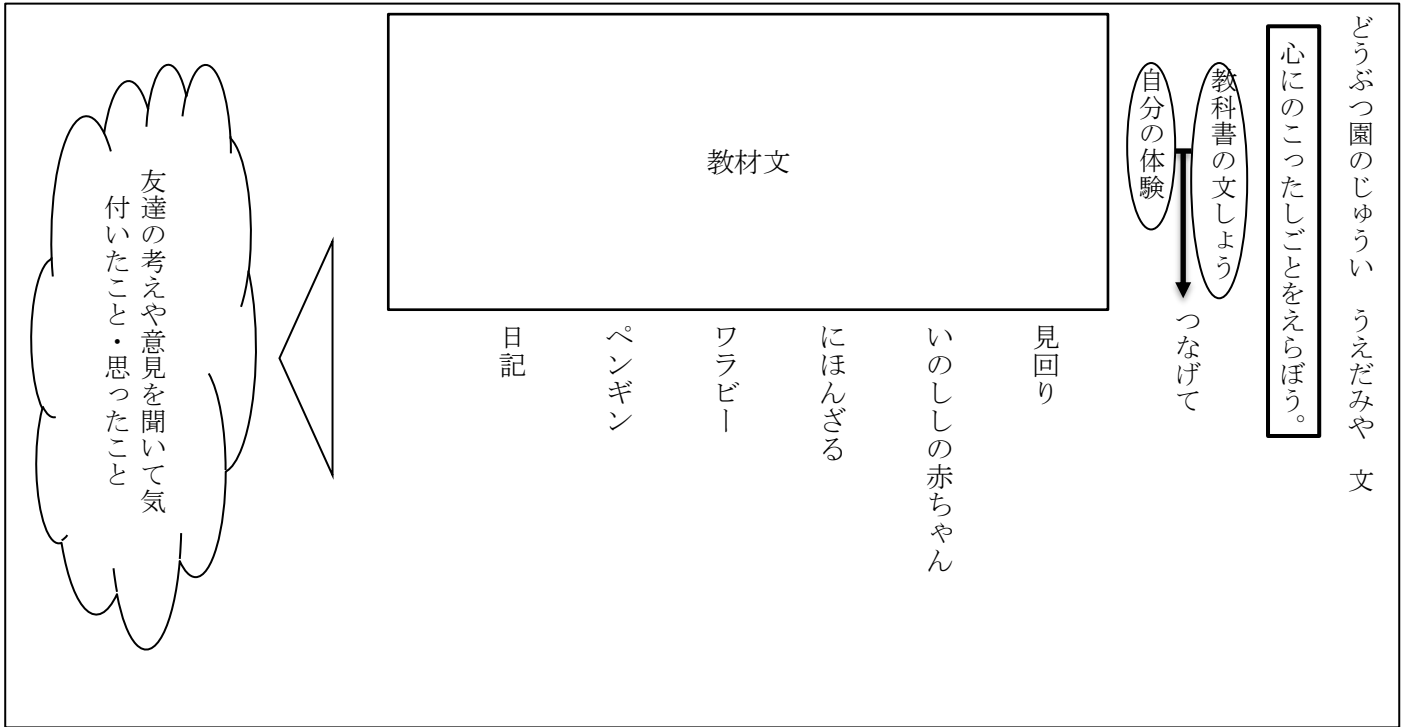 どうぶつ園のじゅうい　うえだみや　文
心にのこったしごとをえらぼう。
教科書の文しょう
自分の体験
つなげて
教材文
見回り
いのししの赤ちゃん
にほんざる
ワラビー
ペンギン
日記
友達の考えや意見を聞いて気
付いたこと・思ったこと